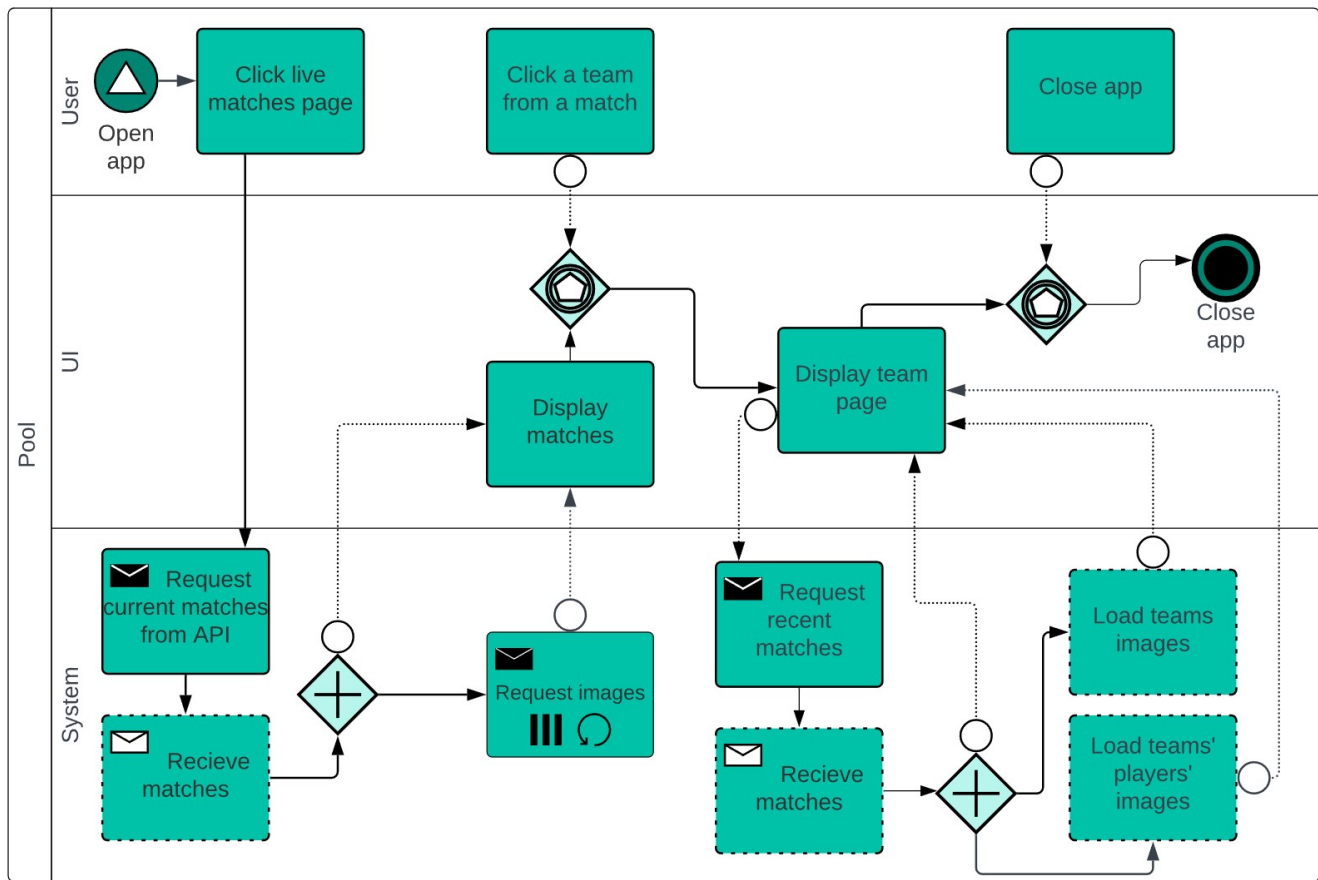 Pool
User
Open
app
Click live
matches page
Click a team
from a match
Close app
UI
Display
matches
Display team
page
Close
app
System
Request
current matches
from API
Recieve
matches
Request images
Request
recent
matches
Recieve
matches
Load teams
images
Load teams'
players'
images